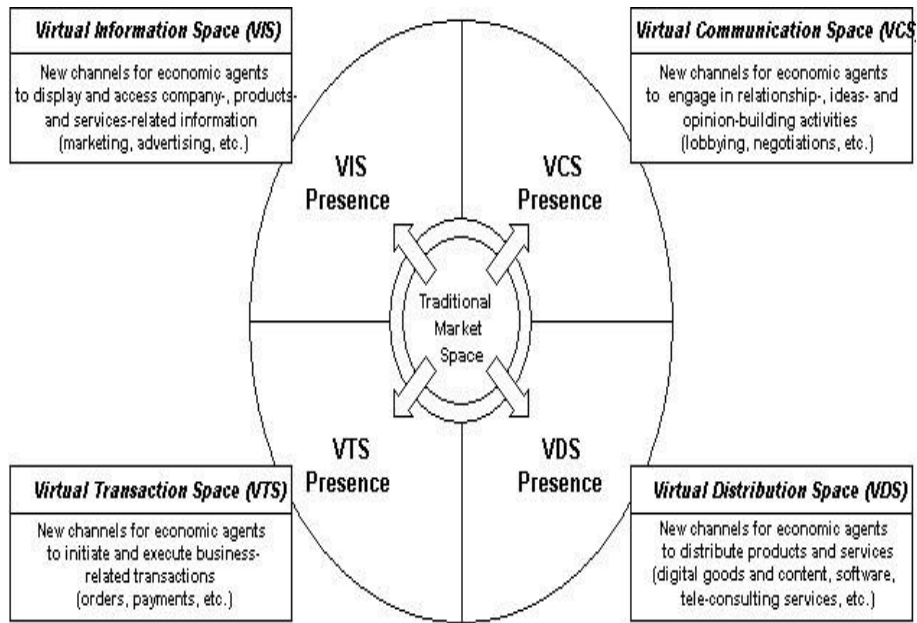 Virtual Information Space (VIS)
New channels for economic agents
to display and access company-, products-
and services-related information
(marketing, advertising, etc.)
Virtual Communication Space (VCS)
New channels for economic agents
to engage in relationship-, ideas- and
opinion-building activities
(lobbying, negotiations, etc.)
VIS
Presence
VCS
Presence
Traditional
Market
Space
VTS
Presence
VDS
Presence
Virtual Transaction Space (VTS)
New channels for economic agents
to initiate and execute business-
related transactions
(orders, payments, etc.)
Virtual Distribution Space (VDS)
New channels for economic agents
to distribute products and services
(digital goods and content, software,
tele-consulting services, etc.)